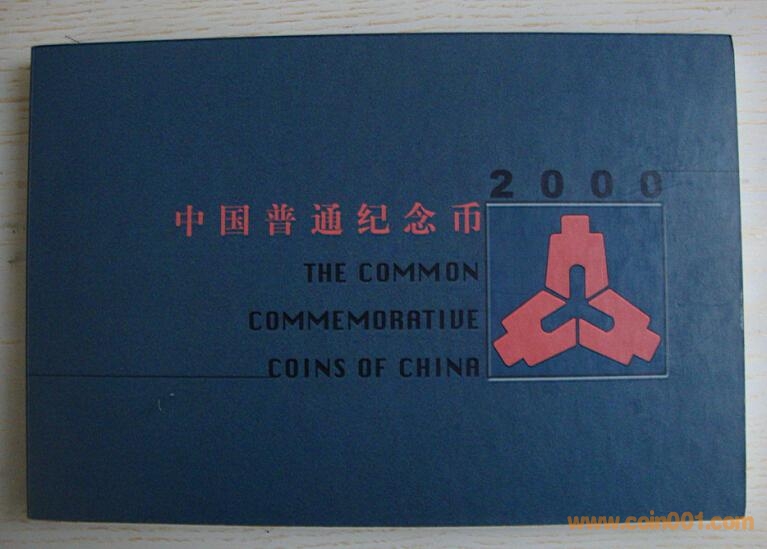 2000
中国普通纪念币
THE COMMON
COMMEMORATIVE
COINS OF CHINA
www.coin001.com